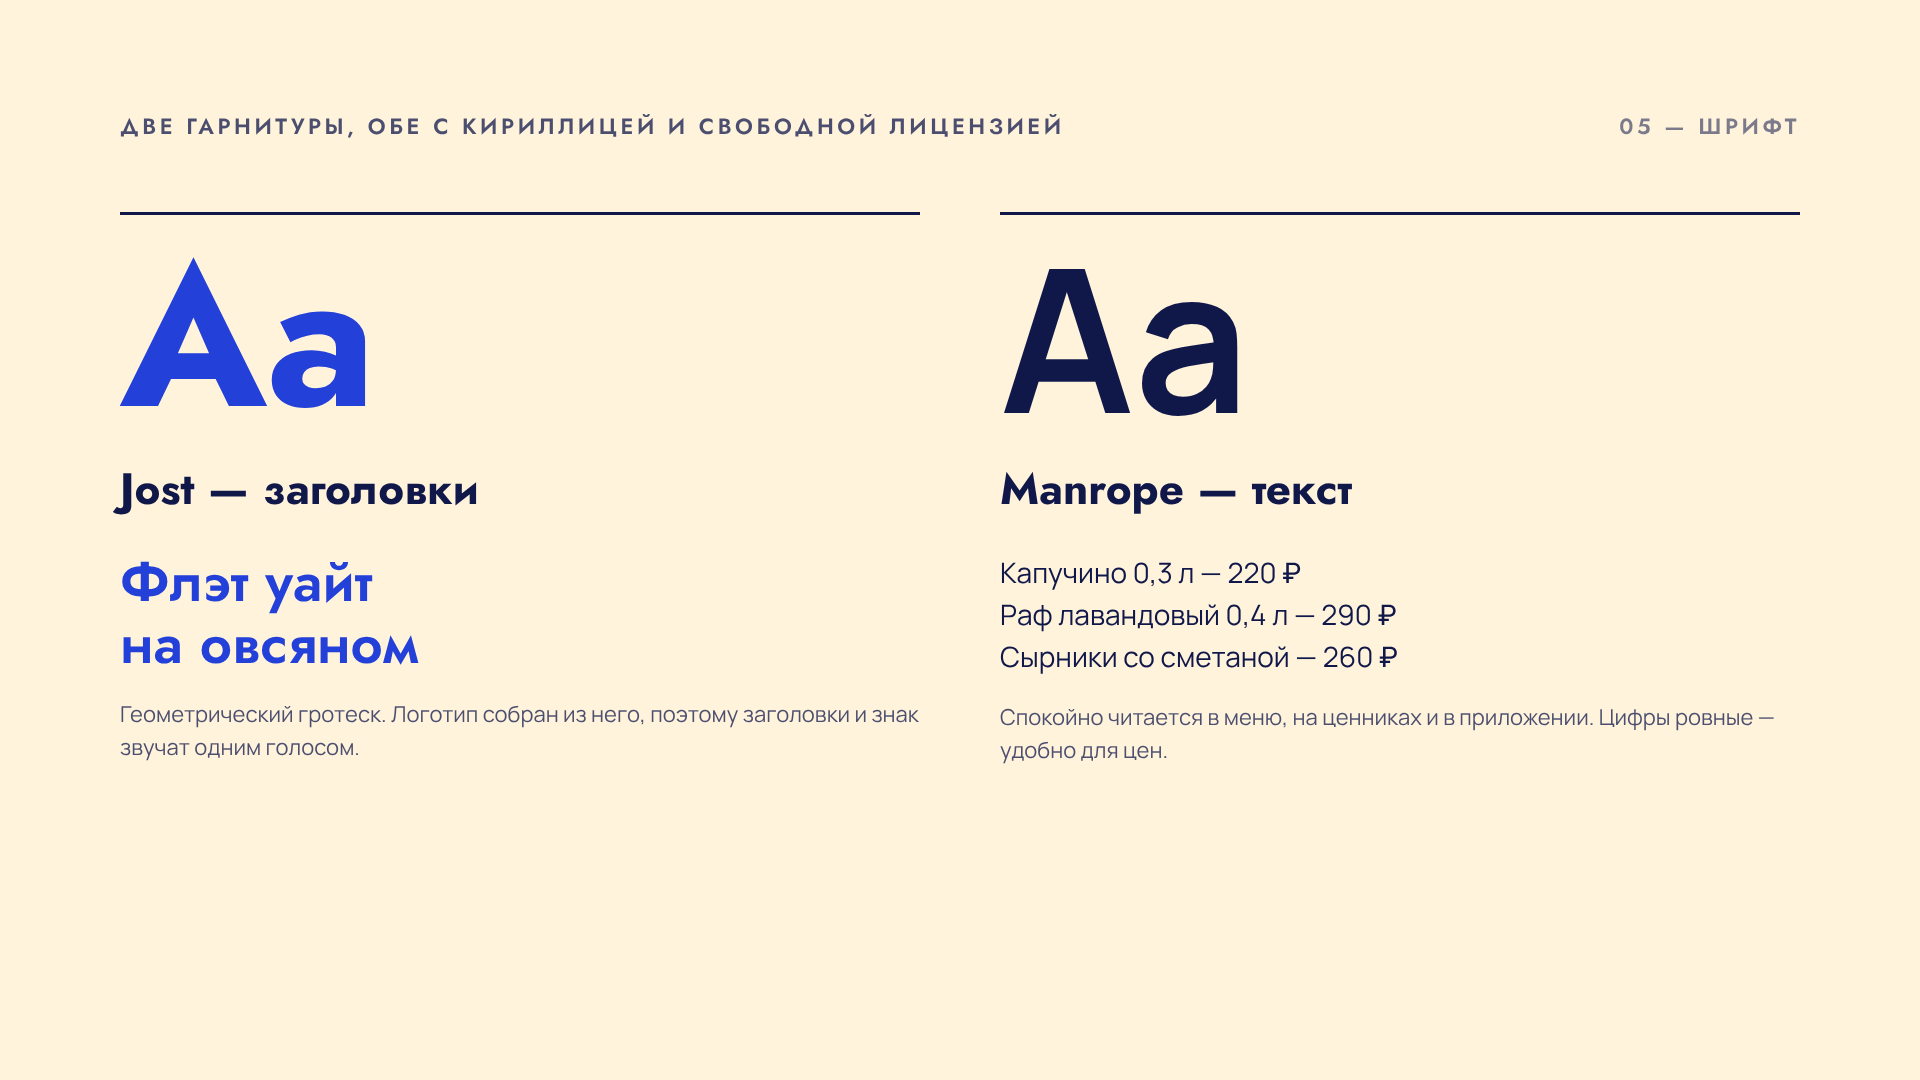 ДВЕ ГАРНИТУРЫ, ОБЕ С КИРИЛЛИЦЕЙ И СВОБОДНОЙ ЛИЦЕНЗИЕЙ
05 — ШРИФТ
Аа
Jost — заголовки
Флэт уайт
на овсяном
Геометрический гротеск. Логотип собран из него, поэтому заголовки и знак
звучат одним голосом.
Аа
Manrope — текст
Капучино 0,3 л — 220 ₽
Раф лавандовый 0,4 л — 290 ₽
Сырники со сметаной — 260 ₽
Спокойно читается в меню, на ценниках и в приложении. Цифры ровные —
удобно для цен.